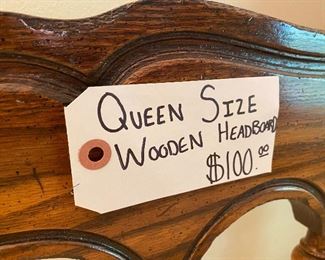 QUEEN SIZE
WOODEN HEADBOARD
$100.00